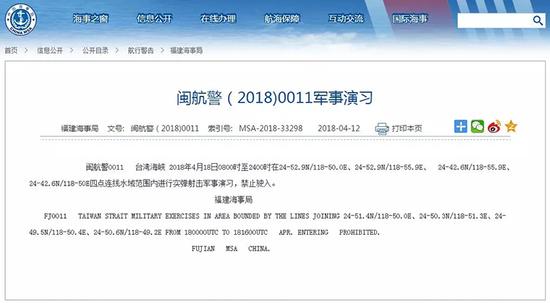 CHINA MSA
海事之窗 信息公开 在线办理 航海保障 互动交流 国际海事
首页 > 信息公开 > 公开目录 > 航行警告 > 福建海事局
闽航警（2018)0011军事演习
福建海事局 文号: 闽航警 (2018)0011 索引号: MSA-2018-33298 2018-04-12 打印本页
闽航警0011 台湾海峡 2018年4月18日0800时至2400时在24-52.9N/118-50.0E、24-52.9N/118-55.9E、 24-42.6N/118-55.9E、
24-42.6N/118-50E四点连线水域范围内进行实弹射击军事演习，禁止驶入。
福建海事局
FJ0011 TAIWAN STRAIT MILITARY EXERCISES IN AREA BOUNDED BY THE LINES JOINING 24-51.4N/118-50.0E、24-50.3N/118-51.3E、24-
49.5N/118-50.4E、24-50.6N/118-49.2E FROM 180000UTC TO 181600UTC APR. ENTERING PROHIBITED.
FUJIAN MSA CHINA.